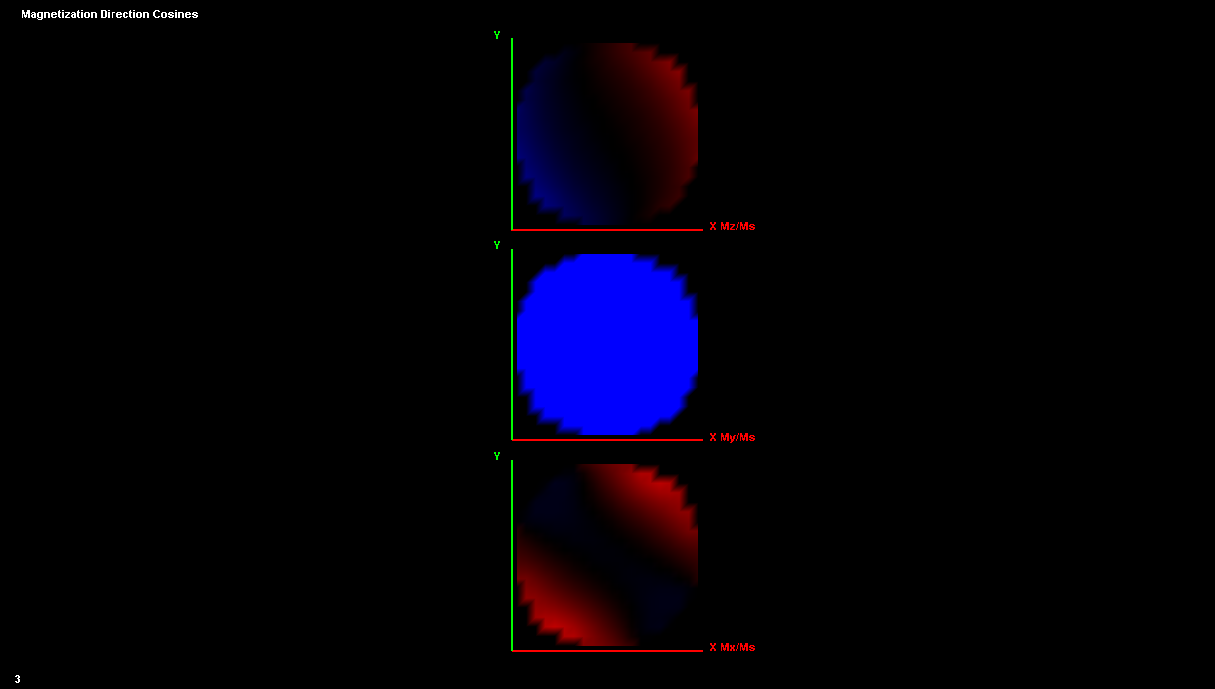 Magnetization Direction Cosines
Y
X Mz/Ms
Y
X My/Ms
Y
X Mx/Ms
3